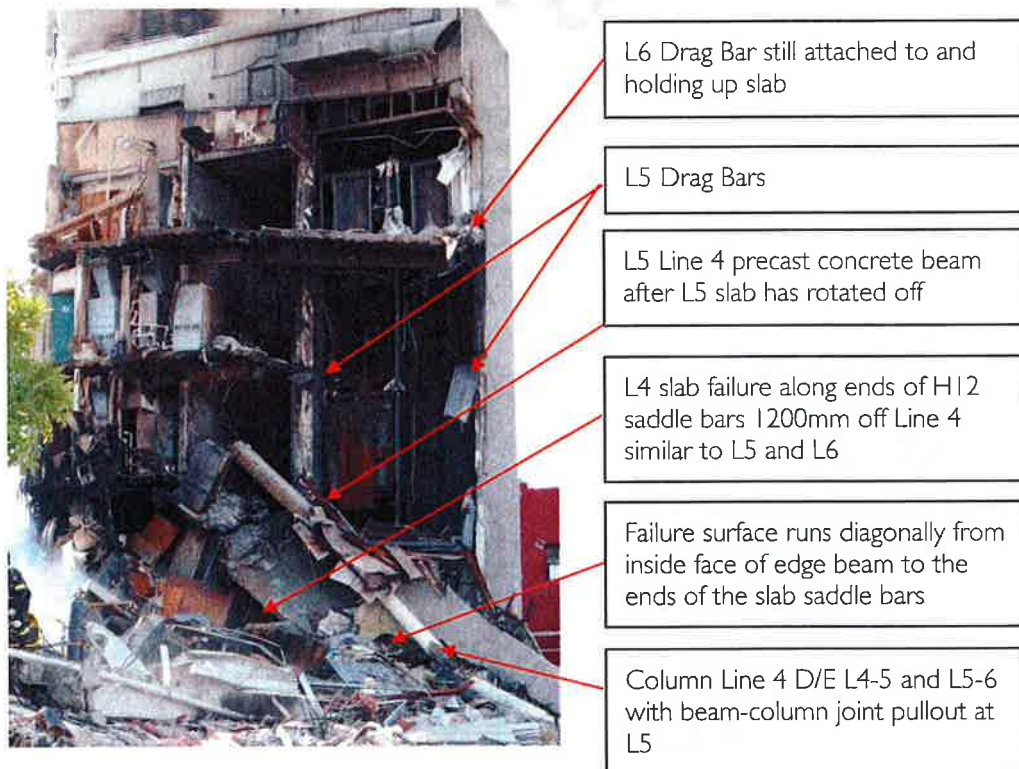 L6 Drag Bar still attached to and
holding up slab
L5 Drag Bars
L5 Line 4 precast concrete beam
after L5 slab has rotated off
L4 slab failure along ends of H12
saddle bars 1200mm off Line 4
similar to L5 and L6
Failure surface runs diagonally from
inside face of edge beam to the
ends of the slab saddle bars
Column Line 4 D/E L4-5 and L5-6
with beam-column joint pullout at
L5